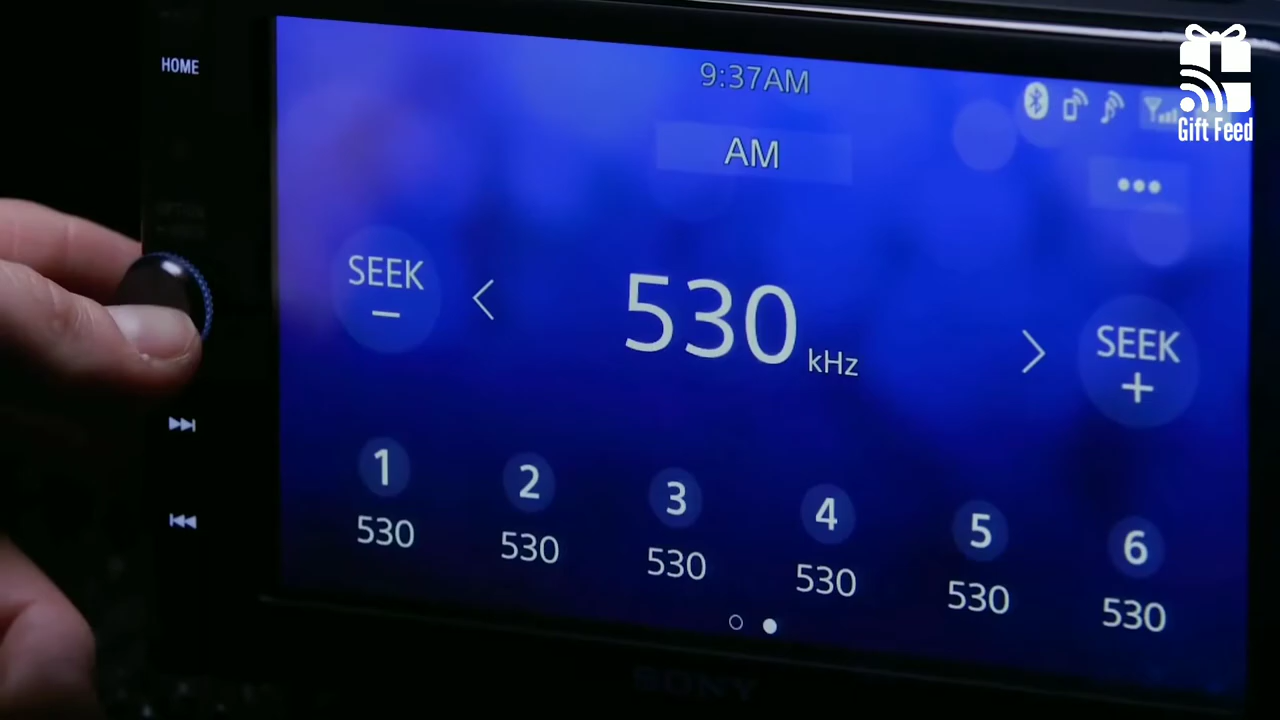 HOME
9:37AM
AM
•••
SEEK
−
<
530 kHz
>
SEEK
+
1 2 3 4 5 6
530 530 530 530 530 530
SONY
Gift Feed